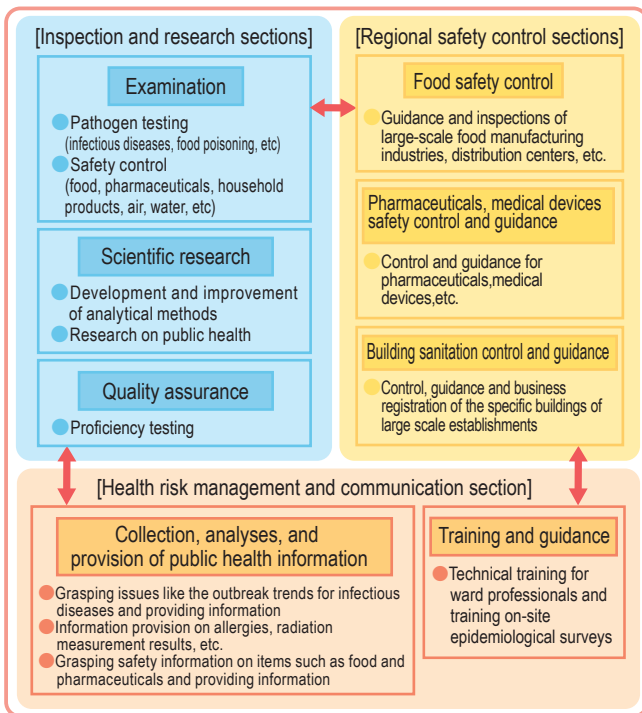 [Inspection and research sections]
Examination
Pathogen testing
(infectious diseases, food poisoning, etc)
Safety control
(food, pharmaceuticals, household
products, air, water, etc)
Scientific research
Development and improvement
of analytical methods
Research on public health
Quality assurance
Proficiency testing
[Regional safety control sections]
Food safety control
Guidance and inspections of
large-scale food manufacturing
industries, distribution centers, etc.
Pharmaceuticals, medical devices
safety control and guidance
Control and guidance for
pharmaceuticals,medical
devices,etc.
Building sanitation control and guidance
Control, guidance and business
registration of the specific buildings of
large scale establishments
[Health risk management and communication section]
Collection, analyses, and
provision of public health information
Grasping issues like the outbreak trends for infectious
diseases and providing information
Information provision on allergies, radiation
measurement results, etc.
Grasping safety information on items such as food and
pharmaceuticals and providing information
Training and guidance
Technical training for
ward professionals and
training on-site
epidemiological surveys